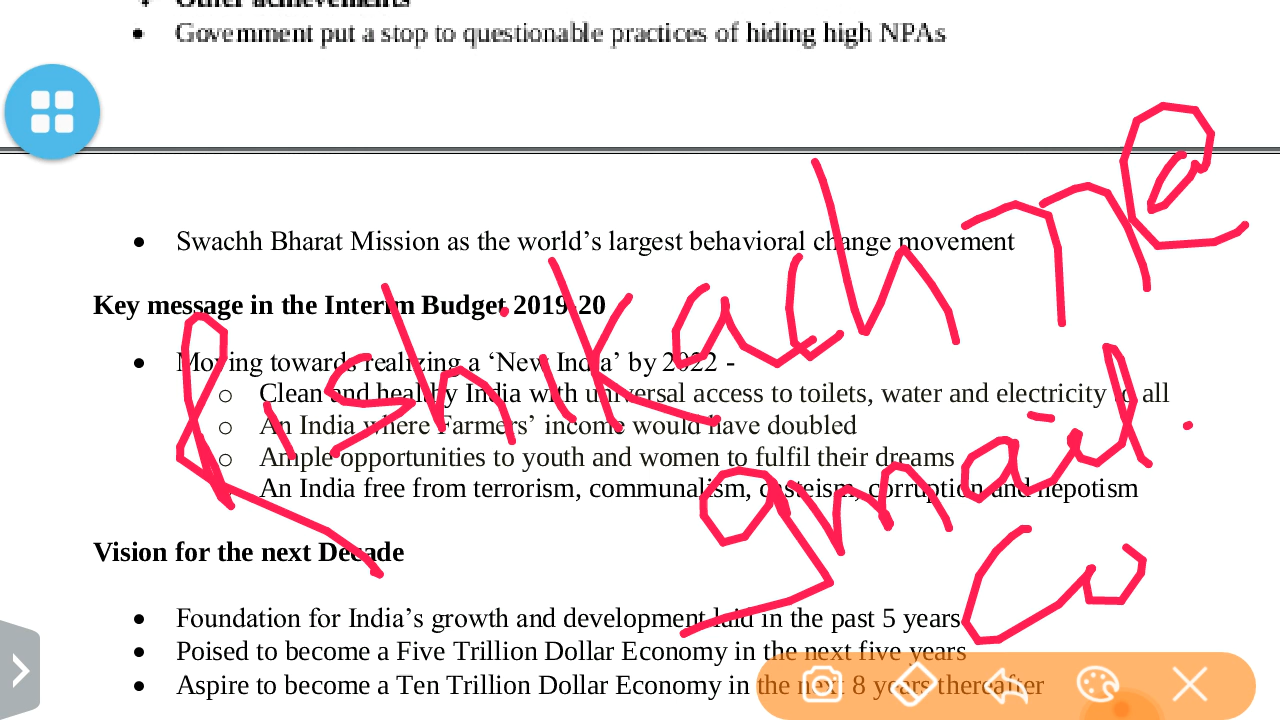 Other achievements
• Government put a stop to questionable practices of hiding high NPAs
• Swachh Bharat Mission as the world’s largest behavioral change movement
Key message in the Interim Budget 2019-20
• Moving towards realizing a ‘New India’ by 2022 -
o Clean and healthy India with universal access to toilets, water and electricity to all
o An India where Farmers’ income would have doubled
o Ample opportunities to youth and women to fulfil their dreams
An India free from terrorism, communalism, casteism, corruption and nepotism
Vision for the next Decade
• Foundation for India’s growth and development laid in the past 5 years
• Poised to become a Five Trillion Dollar Economy in the next five years
• Aspire to become a Ten Trillion Dollar Economy in the next 8 years thereafter
@
gmail.
co